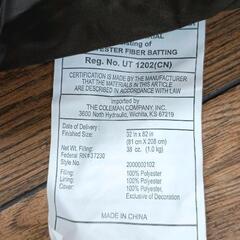 MATERIAL
sting of
ESTER FIBER BATTING
Reg. No. UT 1202(CN)
CERTIFICATION IS MADE BY THE MANUFACTURER
THAT THE MATERIALS IN THIS ARTICLE
ARE DESCRIBED IN ACCORDANCE WITH LAW
Imported by
THE COLEMAN COMPANY, INC.
3600 North Hydraulic, Wichita, KS 67219
Date of Delivery:
Finished Size: 32 in x 82 in
(81 cm X 208 cm)
Net Wt. Filling: 38 oz. (1.0 kg)
Federal RN#37230
Style No. 2000003102
Filling: 100% Polyester
Lining: 100% Polyester
Cover: 100% Polyester
Exclusive of Decoration
MADE IN CHINA